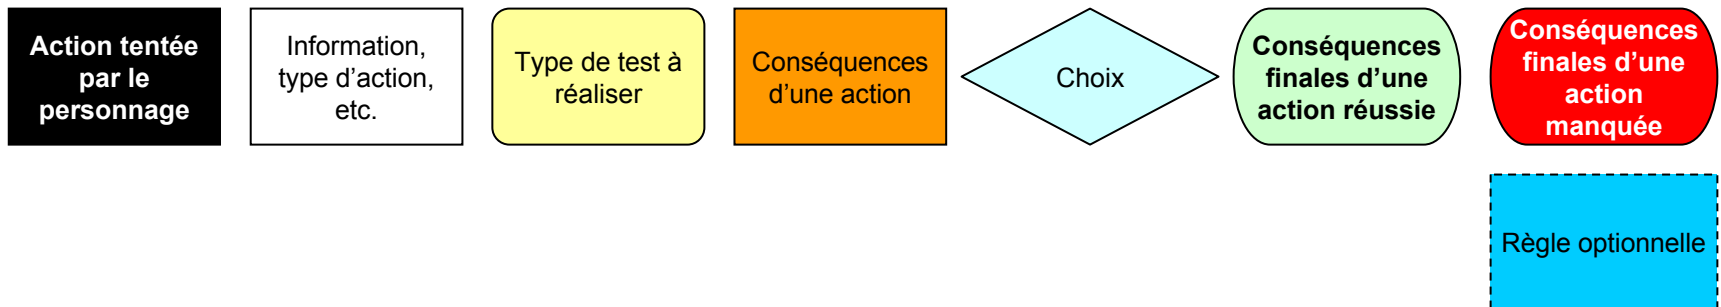 Action tentée
par le
personnage
Information,
type d’action,
etc.
Type de test à
réaliser
Conséquences
d’une action
Choix
Conséquences
finales d’une
action réussie
Conséquences
finales d’une
action
manquée
Règle optionnelle